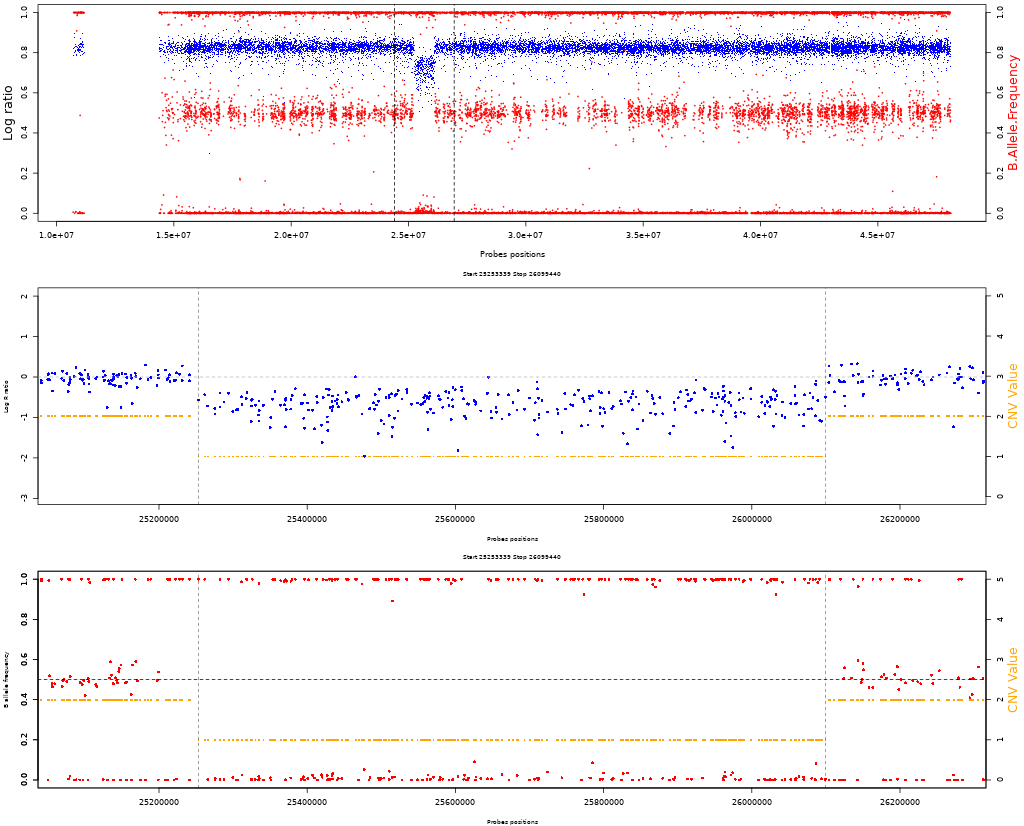 Log ratio
0.0 0.2 0.4 0.6 0.8 1.0
0.0 0.2 0.4 0.6 0.8 1.0
B.Allele.Frequency
1.0e+07 1.5e+07 2.0e+07 2.5e+07 3.0e+07 3.5e+07 4.0e+07 4.5e+07
Probes positions
Start 25253339 Stop 26099440
Log R ratio
-3 -2 -1 0 1 2
0 1 2 3 4 5
CNV Value
25200000 25400000 25600000 25800000 26000000 26200000
Probes positions
Start 25253339 Stop 26099440
B allele frequency
0.0 0.2 0.4 0.6 0.8 1.0
0 1 2 3 4 5
CNV Value
25200000 25400000 25600000 25800000 26000000 26200000
Probes positions